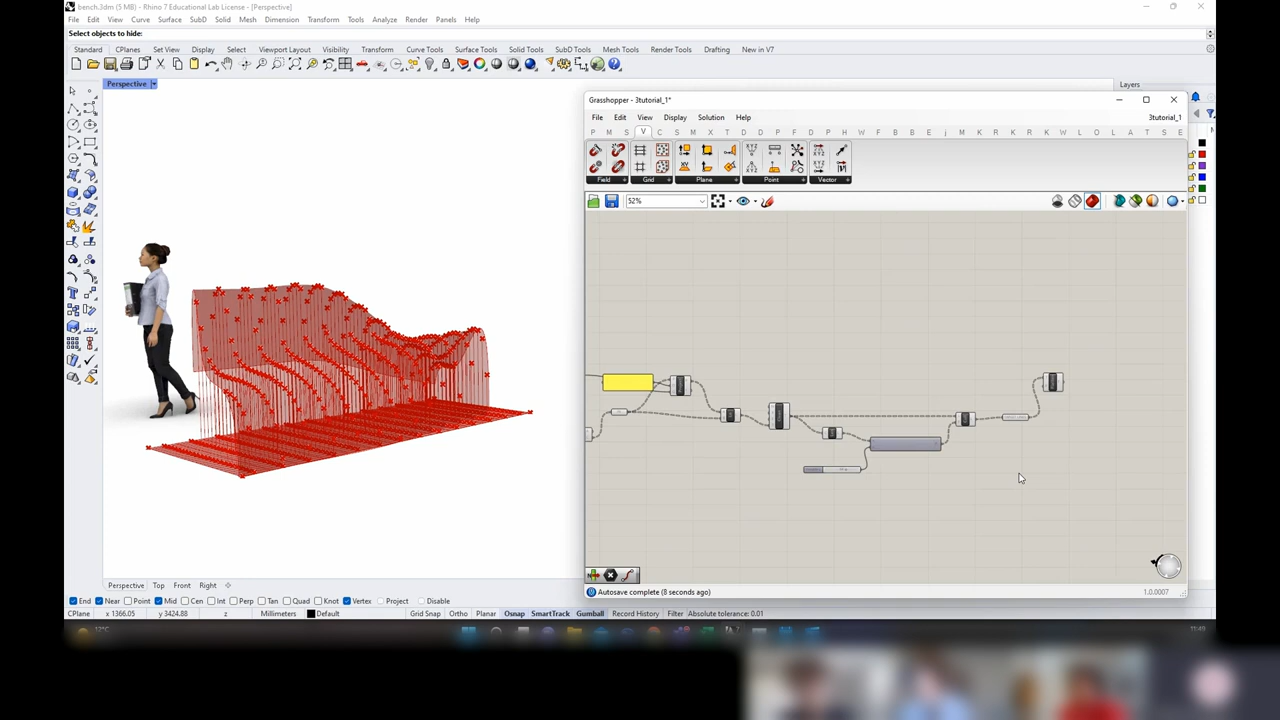 bench.3dm (5 MB) - Rhino 7 Educational Lab License - [Perspective]
File Edit View Curve Surface SubD Solid Mesh Dimension Transform Tools Analyze Render Panels Help
Select objects to hide:
Standard CPlanes Set View Display Select Viewport Layout Visibility Transform Curve Tools Surface Tools Solid Tools SubD Tools Mesh Tools Render Tools Drafting New in V7
Perspective
Layers
Grasshopper - 3tutorial_1*
File Edit View Display Solution Help
3tutorial_1
P M S V C S M X T D D D P F D P H W F B E L M P K R R K W P L O A T S E
Field Grid Plane Point Vector
52%
Autosave complete (8 seconds ago)
1.0.0007
Perspective Top Front Right
End Near Point Mid Cen Int Perp Tan Quad Knot Vertex Project Disable
CPlane x 1366.05 y 3424.88 z Millimeters Default Grid Snap Ortho Planar Osnap SmartTrack Gumball Record History Filter Absolute tolerance: 0.01
12°C
11:49